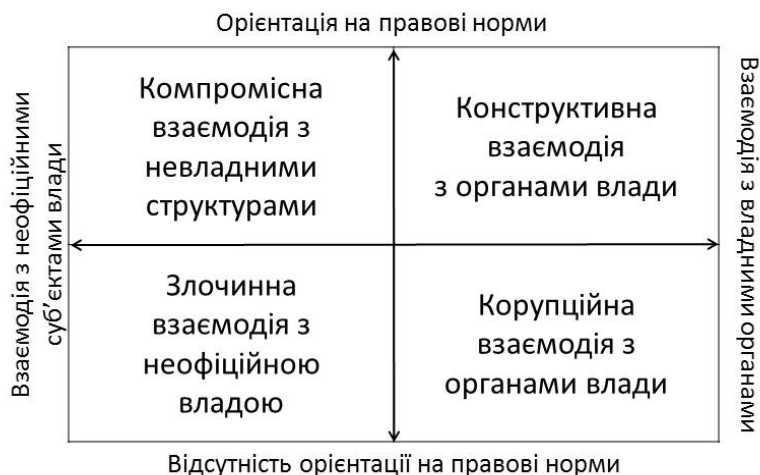 Орієнтація на правові норми
Взаємодія з неофіційними
суб’єктами влади
Компромісна
взаємодія з
невладними
структурами
Конструктивна
взаємодія
з органами влади
Взаємодія з владними органами
Злочинна
взаємодія з
неофіційною
владою
Корупційна
взаємодія з
органами влади
Відсутність орієнтації на правові норми